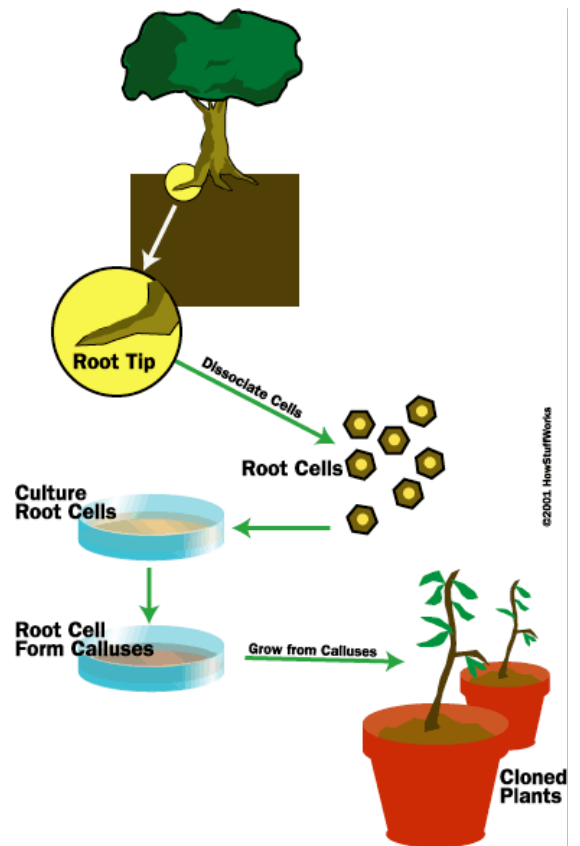 Root Tip
Dissociate Cells
Root Cells
©2001 HowStuffWorks
Culture
Root Cells
Root Cell
Form Calluses
Grow from Calluses
Cloned
Plants